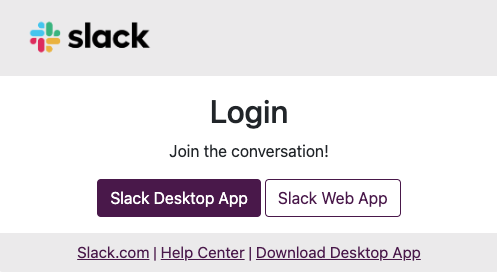 slack
Login
Join the conversation!
Slack Desktop App Slack Web App
Slack.com | Help Center | Download Desktop App